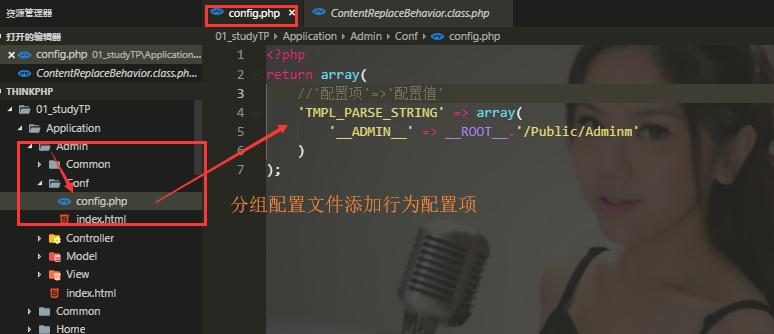 资源管理器
打开的编辑器
config.php 01_studyTP\Application...
ContentReplaceBehavior.class.ph...
THINKPHP
01_studyTP
Application
Admin
Common
Conf
config.php
index.html
Controller
Model
View
index.html
Common
Home
config.php
ContentReplaceBehavior.class.php
01_studyTP > Application > Admin > Conf > config.php
1 <?php
2 return array(
3 //'配置项'=>'配置值'
4 'TMPL_PARSE_STRING' => array(
5 '__ADMIN__' => __ROOT__.'/Public/Adminm'
6 )
7 );
分组配置文件添加行为配置项